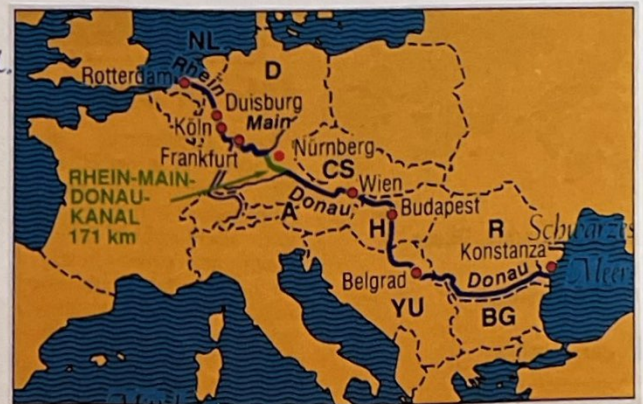 NL
Rhein
Rotterdam
D
Duisburg
Main
Köln
Nürnberg
Frankfurt
CS
RHEIN-MAIN-
DONAU-
KANAL
171 km
Wien
Donau
A
Budapest
H
R
Schwarzes
Meer
Konstanza
Donau
Belgrad
YU
BG